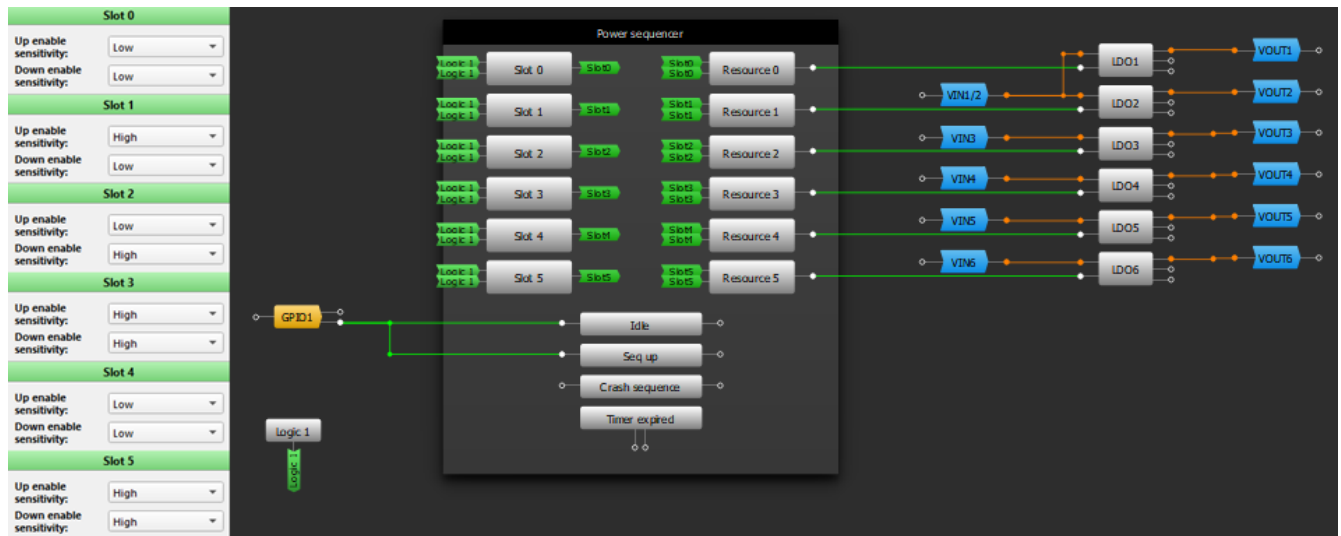 Slot 0
Up enable
sensitivity:
Low
Down enable
sensitivity:
Low
Slot 1
Up enable
sensitivity:
High
Down enable
sensitivity:
Low
Slot 2
Up enable
sensitivity:
Low
Down enable
sensitivity:
High
Slot 3
Up enable
sensitivity:
High
Down enable
sensitivity:
High
Slot 4
Up enable
sensitivity:
Low
Down enable
sensitivity:
Low
Slot 5
Up enable
sensitivity:
High
Down enable
sensitivity:
High
Power sequencer
Logic 1
Logic 1
Slot 0
Slot0
Slot0
Slot0
Resource 0
Logic 1
Logic 1
Slot 1
Slot1
Slot1
Slot1
Resource 1
Logic 1
Logic 1
Slot 2
Slot2
Slot2
Slot2
Resource 2
Logic 1
Logic 1
Slot 3
Slot3
Slot3
Slot3
Resource 3
Logic 1
Logic 1
Slot 4
Slot4
Slot4
Slot4
Resource 4
Logic 1
Logic 1
Slot 5
Slot5
Slot5
Slot5
Resource 5
GPIO1
Idle
Seq up
Crash sequence
Timer expired
Logic 1
Logic 1
LDO1
VOUT1
VIN1/2
LDO2
VOUT2
VIN3
LDO3
VOUT3
VIN4
LDO4
VOUT4
VIN5
LDO5
VOUT5
VIN6
LDO6
VOUT6